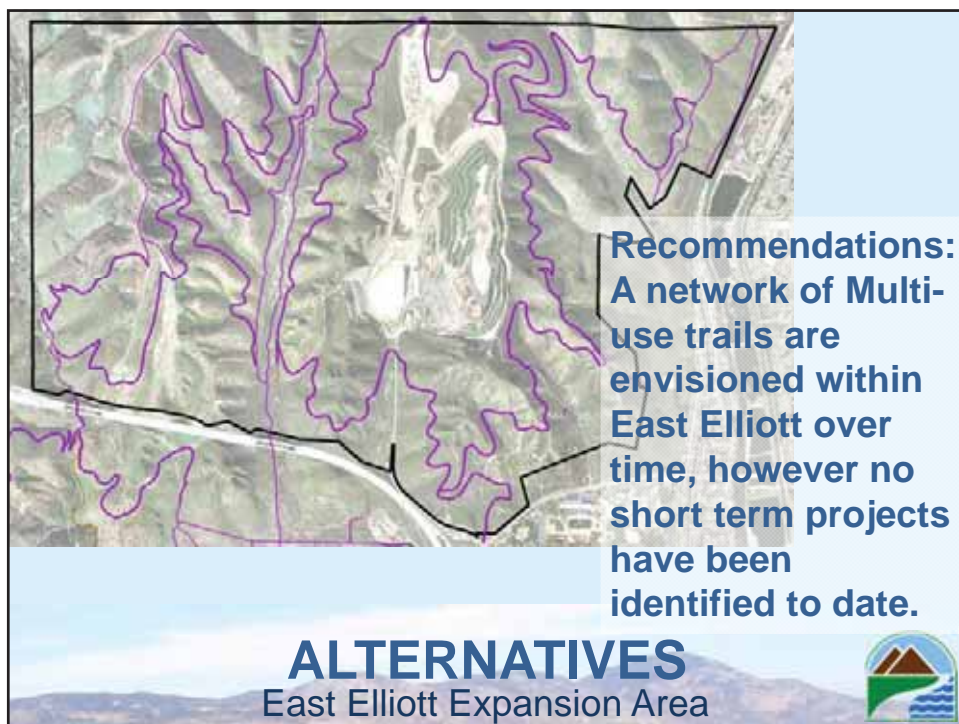 Recommendations:
A network of Multi-
use trails are
envisioned within
East Elliott over
time, however no
short term projects
have been
identified to date.
ALTERNATIVES
East Elliott Expansion Area